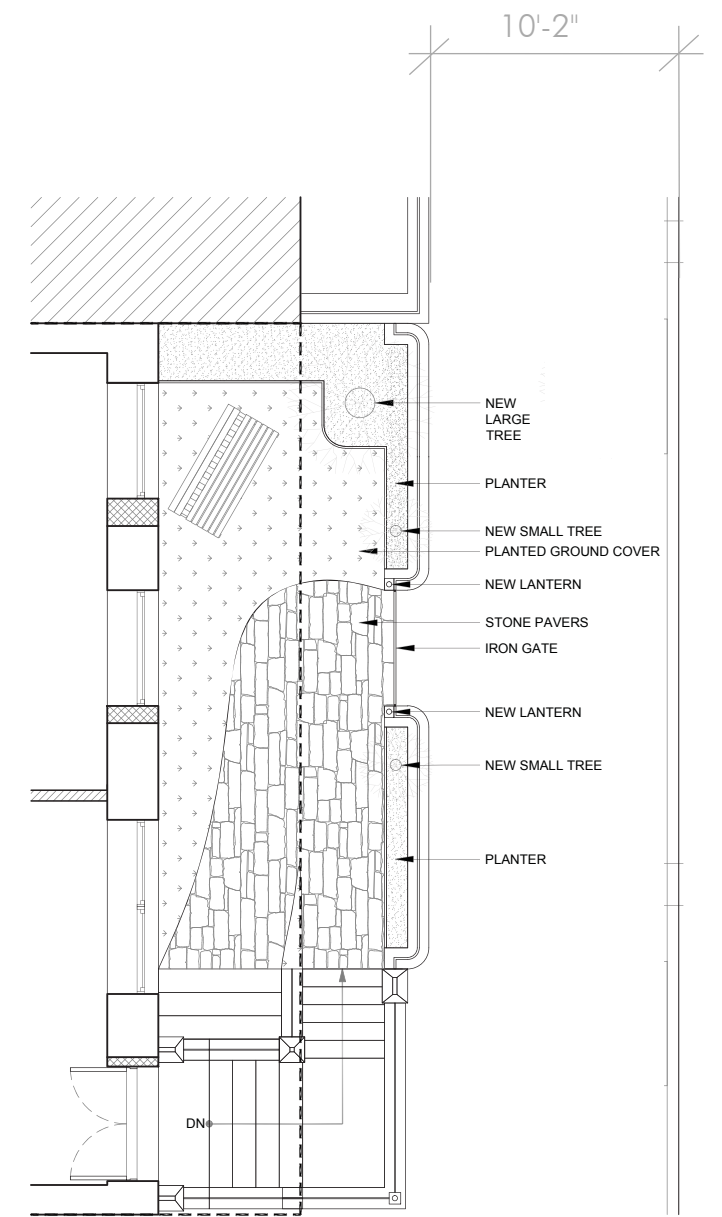 10'-2"
NEW
LARGE
TREE
PLANTER
NEW SMALL TREE
PLANTED GROUND COVER
NEW LANTERN
STONE PAVERS
IRON GATE
NEW LANTERN
NEW SMALL TREE
PLANTER
DN